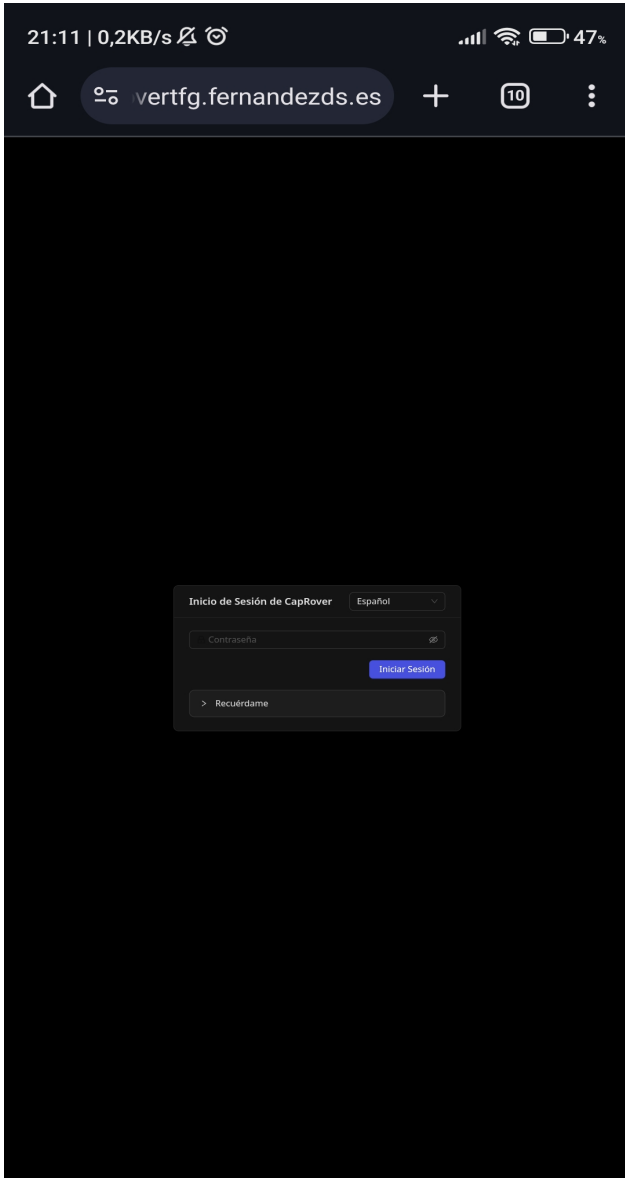 21:11 | 0,2KB/s 47%
vertfg.fernandezds.es 10
Inicio de Sesión de CapRover Español
Contraseña
Iniciar Sesión
> Recuérdame